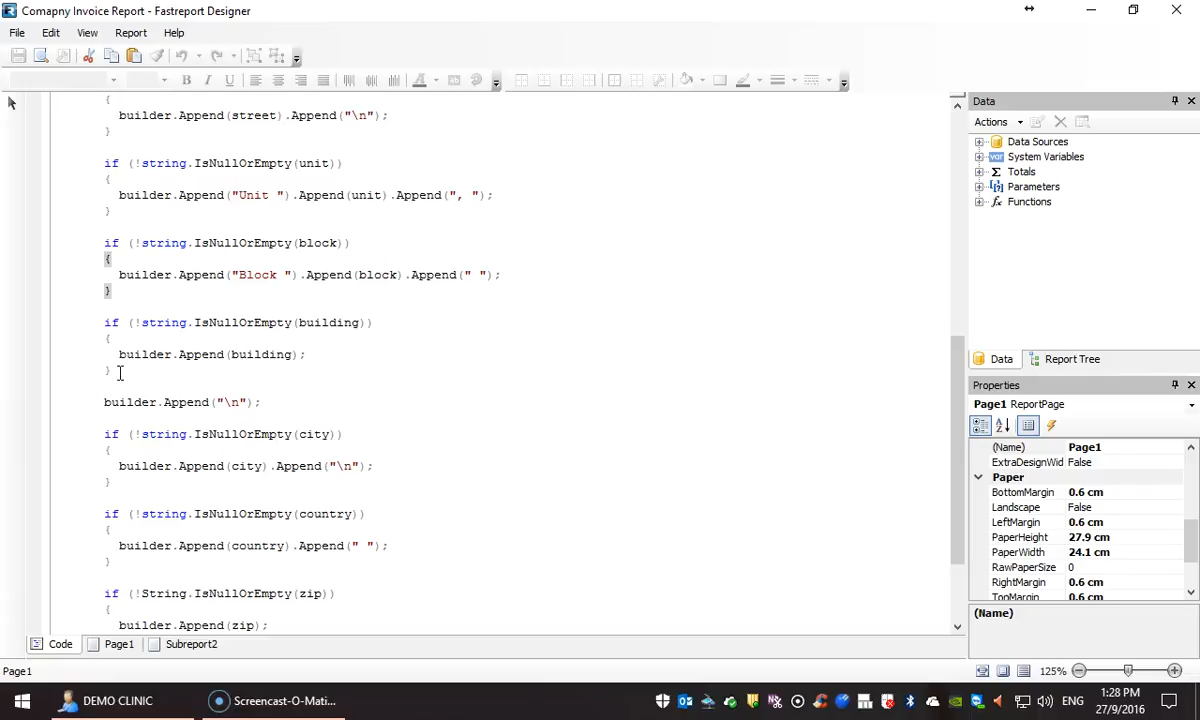 Comapny Invoice Report - Fastreport Designer
File Edit View Report Help
B I U A
{
builder.Append(street).Append("\n");
}
if (!string.IsNullOrEmpty(unit))
{
builder.Append("Unit ").Append(unit).Append(", ");
}
if (!string.IsNullOrEmpty(block))
{
builder.Append("Block ").Append(block).Append(" ");
}
if (!string.IsNullOrEmpty(building))
{
builder.Append(building);
}
builder.Append("\n");
if (!string.IsNullOrEmpty(city))
{
builder.Append(city).Append("\n");
}
if (!string.IsNullOrEmpty(country))
{
builder.Append(country).Append(" ");
}
if (!String.IsNullOrEmpty(zip))
{
builder.Append(zip);
Code Page1 Subreport2
Data
Actions
Data Sources
var System Variables
Σ Totals
Parameters
fx Functions
Data Report Tree
Properties
Page1 ReportPage
(Name) Page1
ExtraDesignWid False
Paper
BottomMargin 0.6 cm
Landscape False
LeftMargin 0.6 cm
PaperHeight 27.9 cm
PaperWidth 24.1 cm
RawPaperSize 0
RightMargin 0.6 cm
TopMargin 0.6 cm
(Name)
Page1
125%
DEMO CLINIC
Screencast-O-Mati...
ENG
1:28 PM
27/9/2016